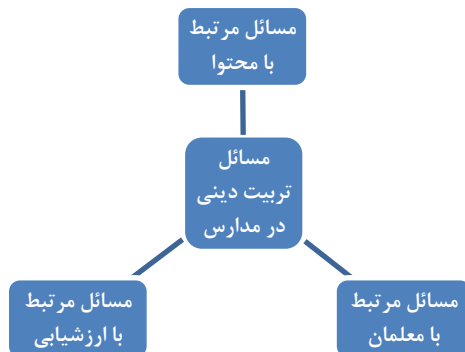 مسائل مرتبط
با محتوا
مسائل
تربیت دینی
در مدارس
مسائل مرتبط
با معلمان
مسائل مرتبط
با ارزشیابی